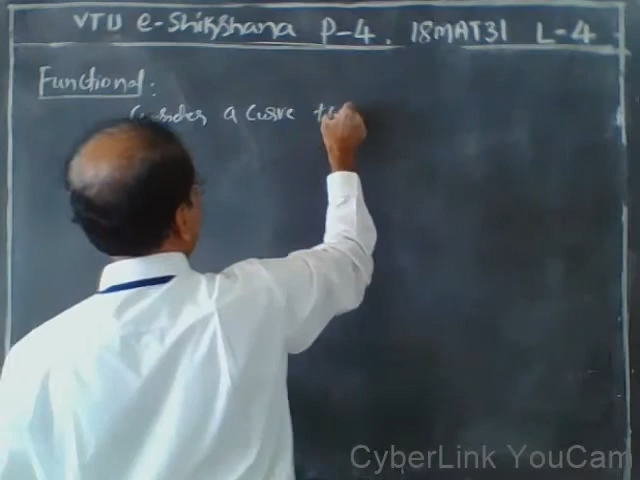 VTU e-Shikshana P-4. 18MAT31 L-4
Functional:
Consider a Curve
CyberLink YouCam